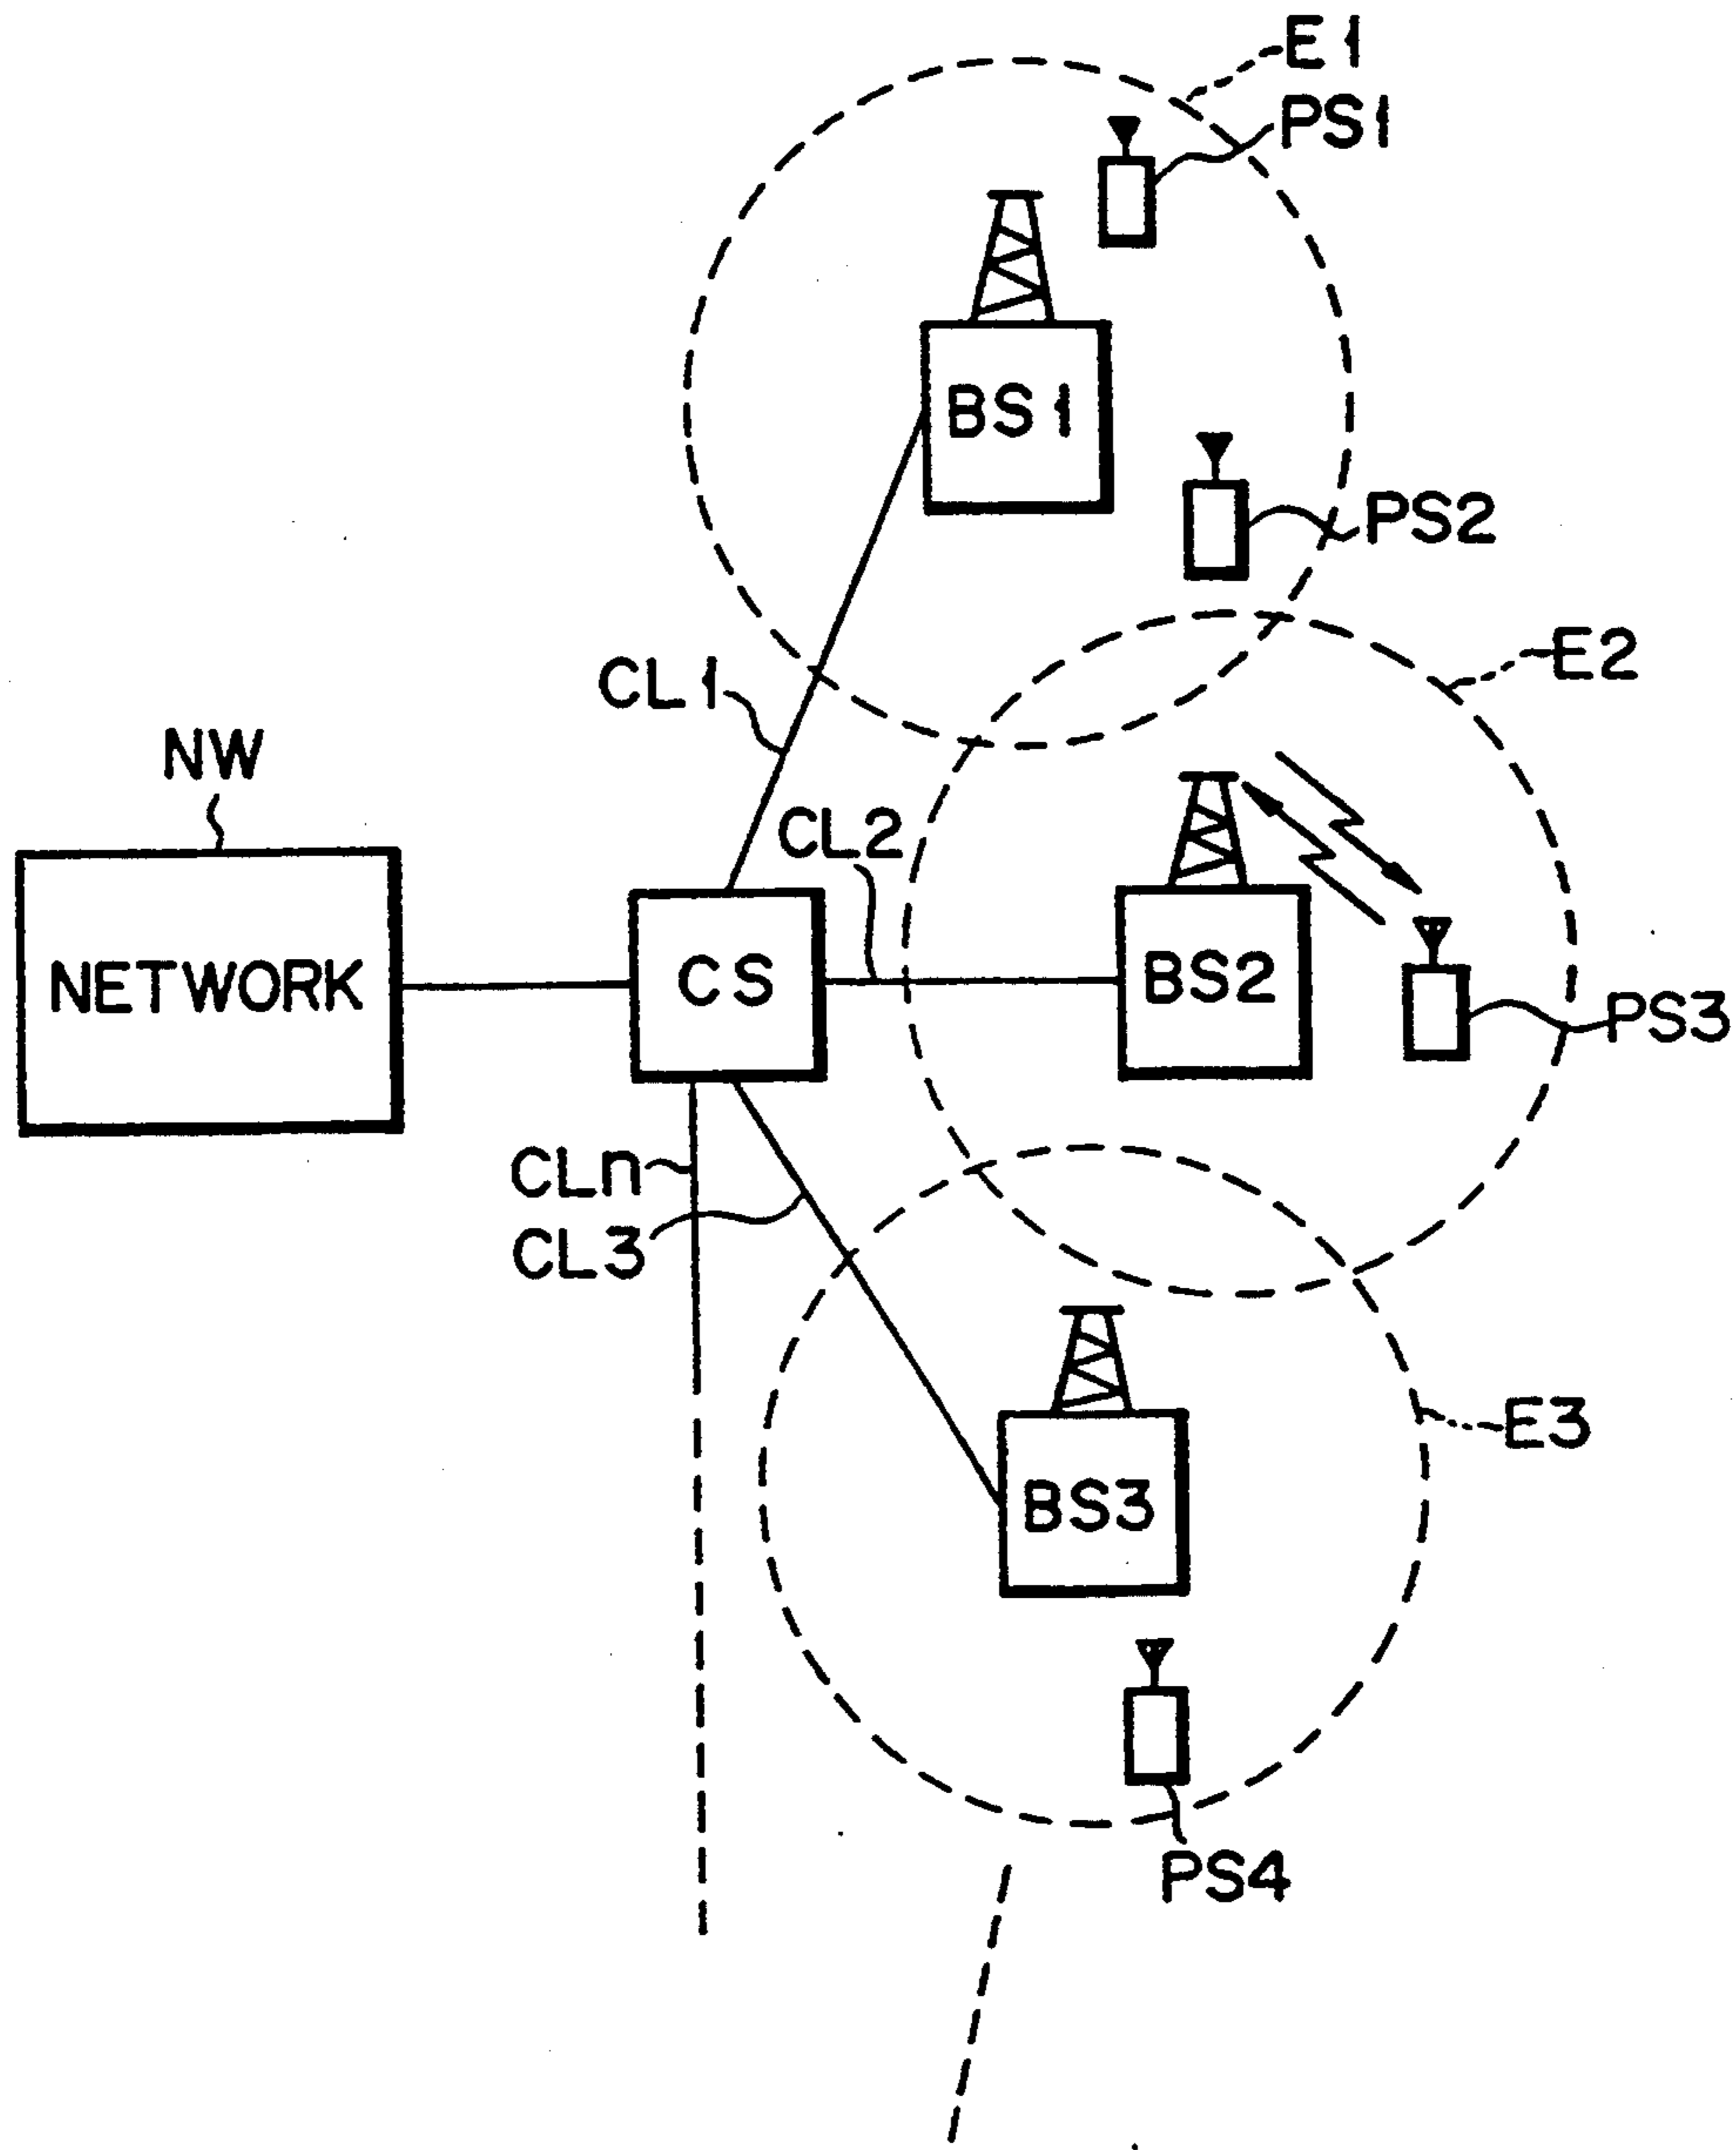 E1
PS1
BS1
PS2
E2
CL1
NW
CL2
NETWORK
CS
BS2
PS3
CLn
CL3
E3
BS3
PS4